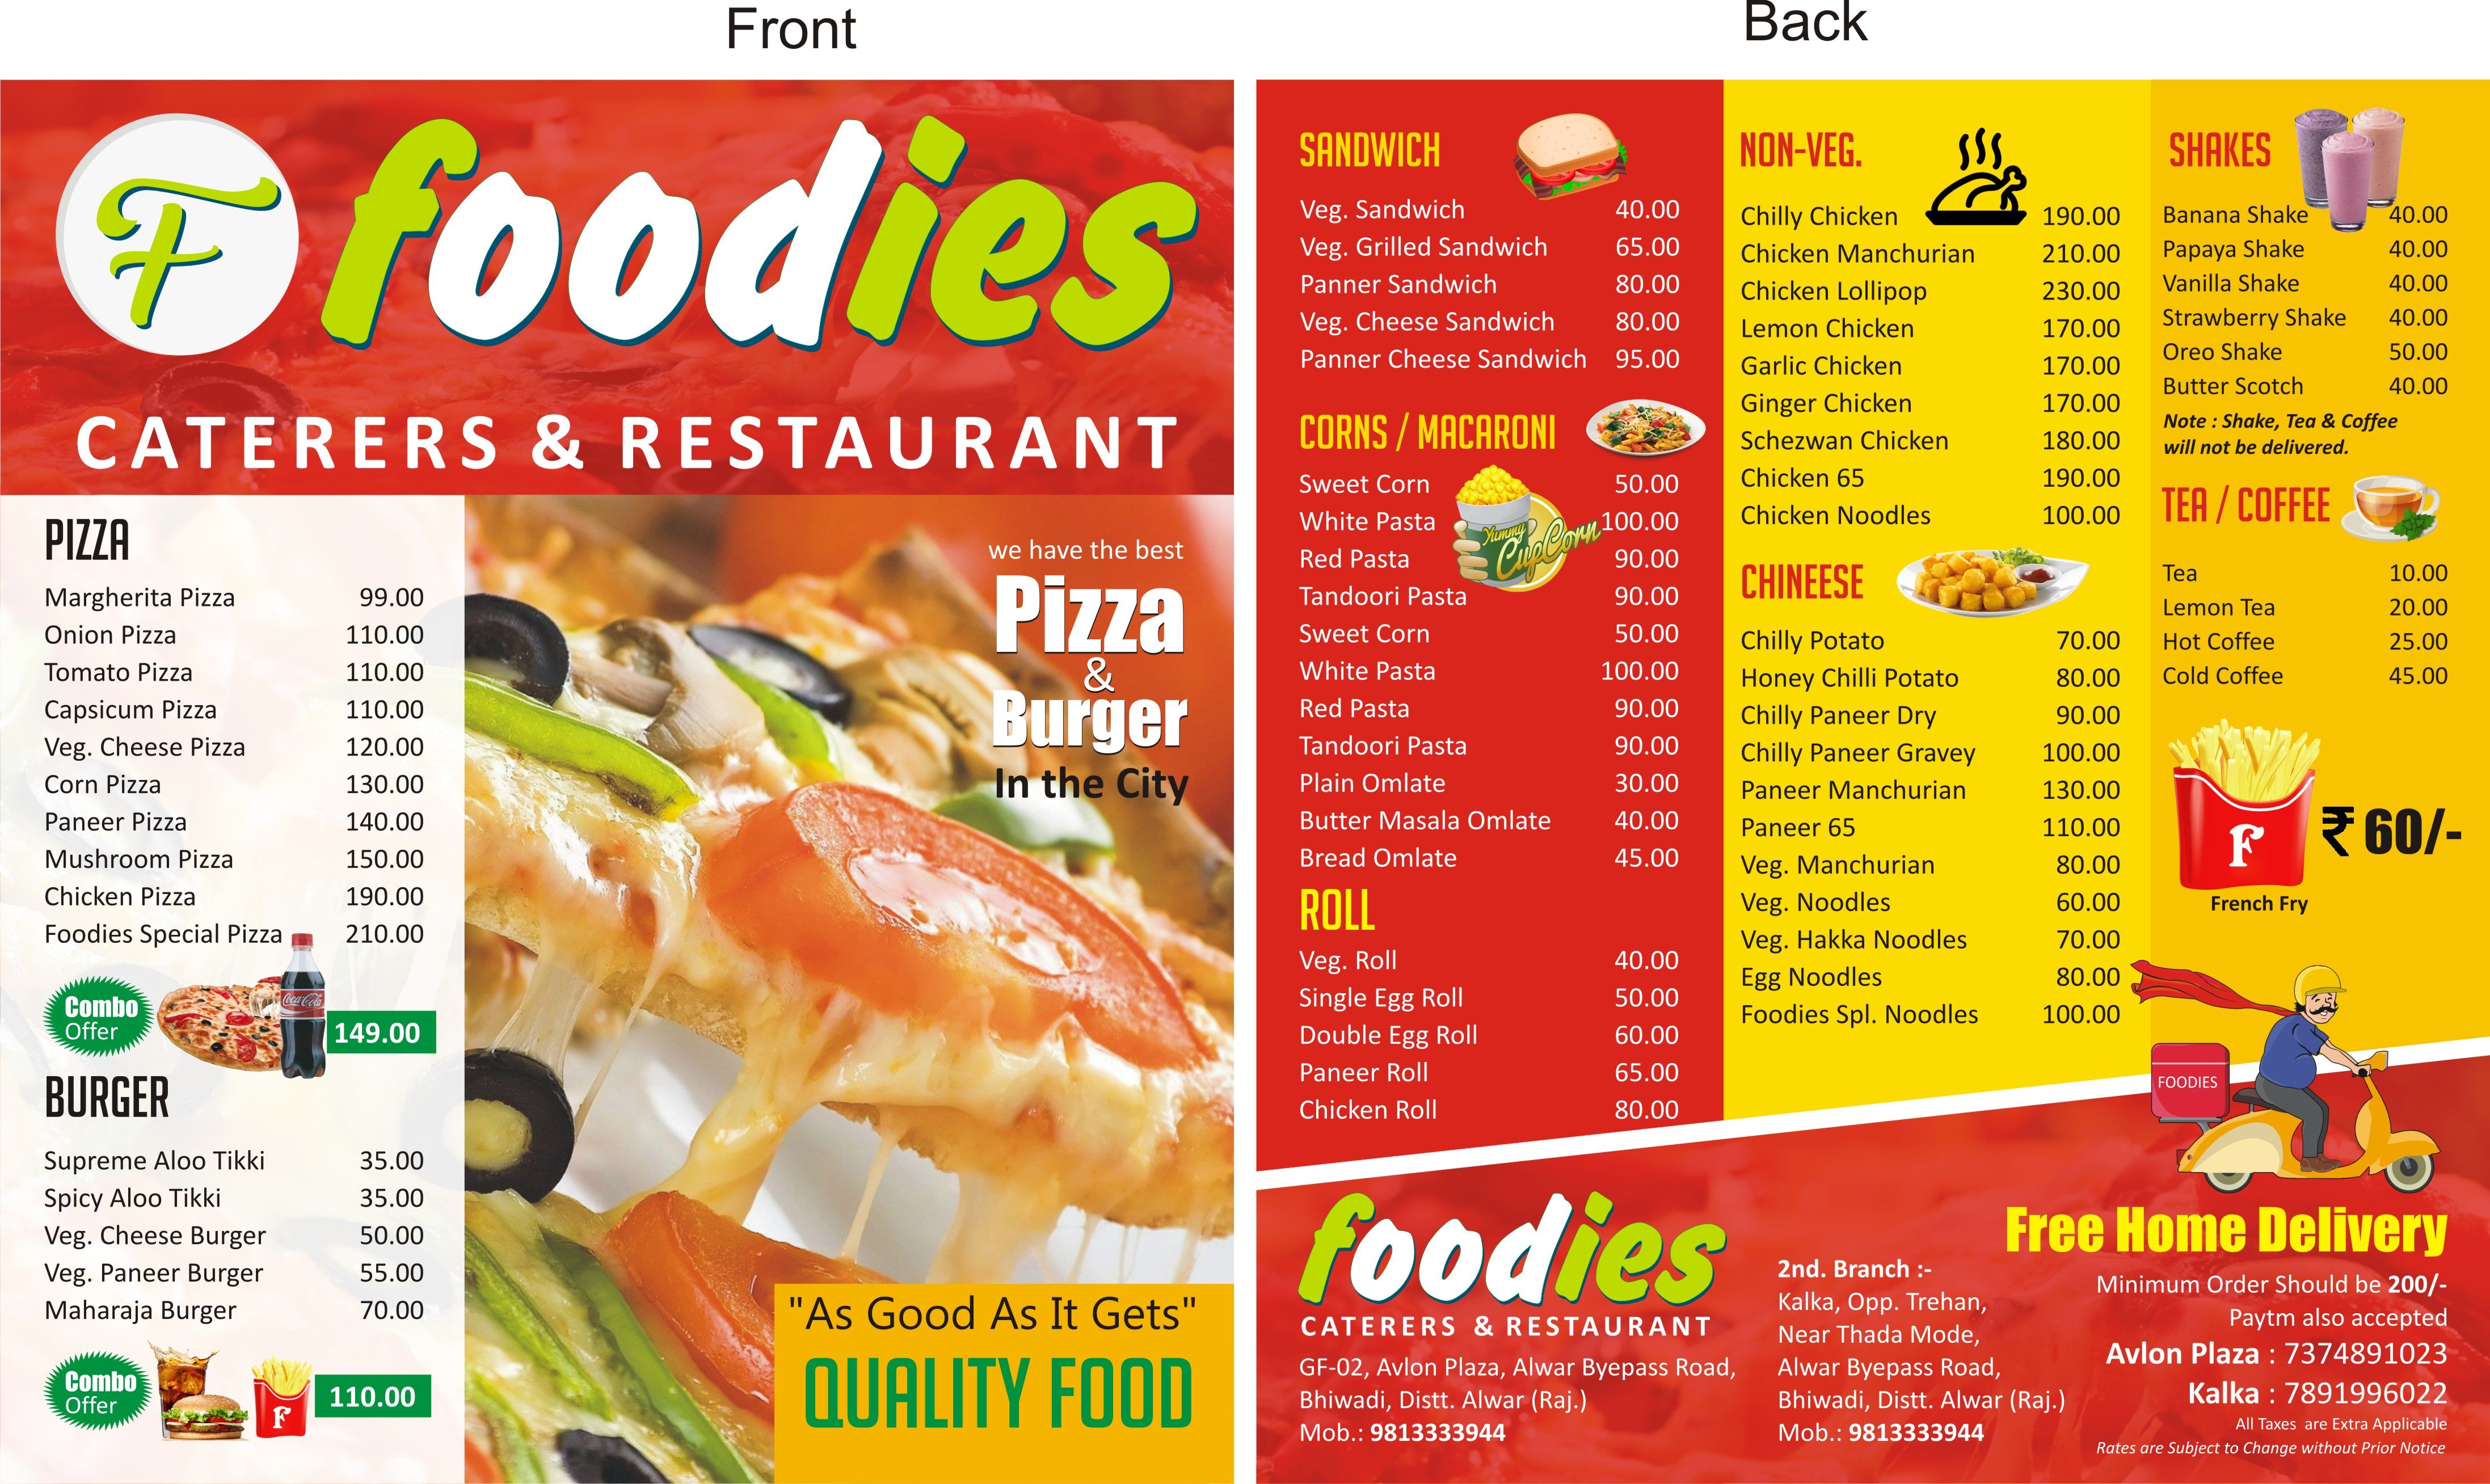 Front
foodies
CATERERS & RESTAURANT
PIZZA
Margherita Pizza 99.00
Onion Pizza 110.00
Tomato Pizza 110.00
Capsicum Pizza 110.00
Veg. Cheese Pizza 120.00
Corn Pizza 130.00
Paneer Pizza 140.00
Mushroom Pizza 150.00
Chicken Pizza 190.00
Foodies Special Pizza 210.00
Combo
Offer
Coca-Cola
149.00
BURGER
Supreme Aloo Tikki 35.00
Spicy Aloo Tikki 35.00
Veg. Cheese Burger 50.00
Veg. Paneer Burger 55.00
Maharaja Burger 70.00
Combo
Offer
F
110.00
we have the best
Pizza
&
Burger
In the City
"As Good As It Gets"
QUALITY FOOD
Back
SANDWICH
Veg. Sandwich 40.00
Veg. Grilled Sandwich 65.00
Panner Sandwich 80.00
Veg. Cheese Sandwich 80.00
Panner Cheese Sandwich 95.00
CORNS / MACARONI
Sweet Corn 50.00
White Pasta 100.00
Red Pasta 90.00
Tandoori Pasta 90.00
Yummy
CupCorn
Sweet Corn 50.00
White Pasta 100.00
Red Pasta 90.00
Tandoori Pasta 90.00
Plain Omlate 30.00
Butter Masala Omlate 40.00
Bread Omlate 45.00
ROLL
Veg. Roll 40.00
Single Egg Roll 50.00
Double Egg Roll 60.00
Paneer Roll 65.00
Chicken Roll 80.00
NON-VEG.
Chilly Chicken 190.00
Chicken Manchurian 210.00
Chicken Lollipop 230.00
Lemon Chicken 170.00
Garlic Chicken 170.00
Ginger Chicken 170.00
Schezwan Chicken 180.00
Chicken 65 190.00
Chicken Noodles 100.00
CHINEESE
Chilly Potato 70.00
Honey Chilli Potato 80.00
Chilly Paneer Dry 90.00
Chilly Paneer Gravey 100.00
Paneer Manchurian 130.00
Paneer 65 110.00
Veg. Manchurian 80.00
Veg. Noodles 60.00
Veg. Hakka Noodles 70.00
Egg Noodles 80.00
Foodies Spl. Noodles 100.00
SHAKES
Banana Shake 40.00
Papaya Shake 40.00
Vanilla Shake 40.00
Strawberry Shake 40.00
Oreo Shake 50.00
Butter Scotch 40.00
Note : Shake, Tea & Coffee
will not be delivered.
TEA / COFFEE
Tea 10.00
Lemon Tea 20.00
Hot Coffee 25.00
Cold Coffee 45.00
F
₹ 60/-
French Fry
FOODIES
foodies
CATERERS & RESTAURANT
GF-02, Avlon Plaza, Alwar Byepass Road,
Bhiwadi, Distt. Alwar (Raj.)
Mob.: 9813333944
2nd. Branch :-
Kalka, Opp. Trehan,
Near Thada Mode,
Alwar Byepass Road,
Bhiwadi, Distt. Alwar (Raj.)
Mob.: 9813333944
Free Home Delivery
Minimum Order Should be 200/-
Paytm also accepted
Avlon Plaza : 7374891023
Kalka : 7891996022
All Taxes are Extra Applicable
Rates are Subject to Change without Prior Notice